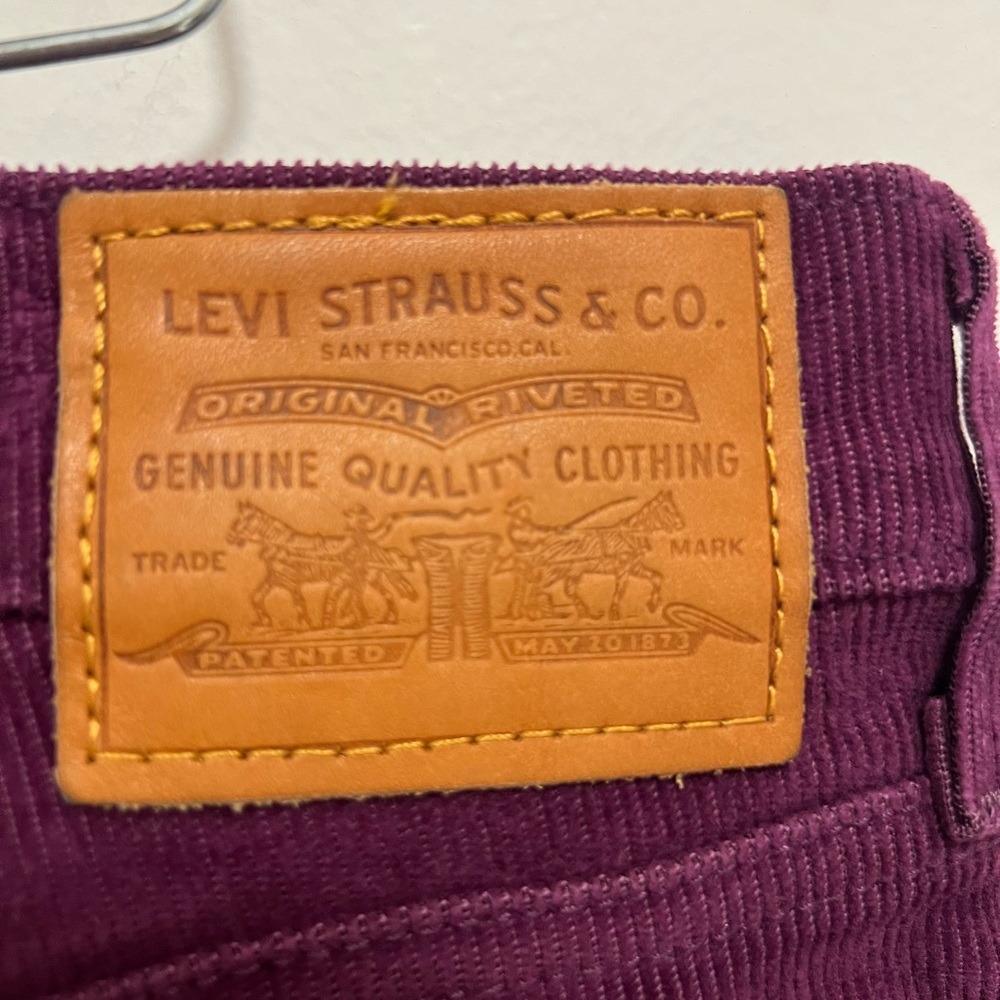 LEVI STRAUSS & CO.
SAN FRANCISCO, CAL.
ORIGINAL RIVETED
GENUINE QUALITY CLOTHING
TRADE MARK
PATENTED MAY 20 1873